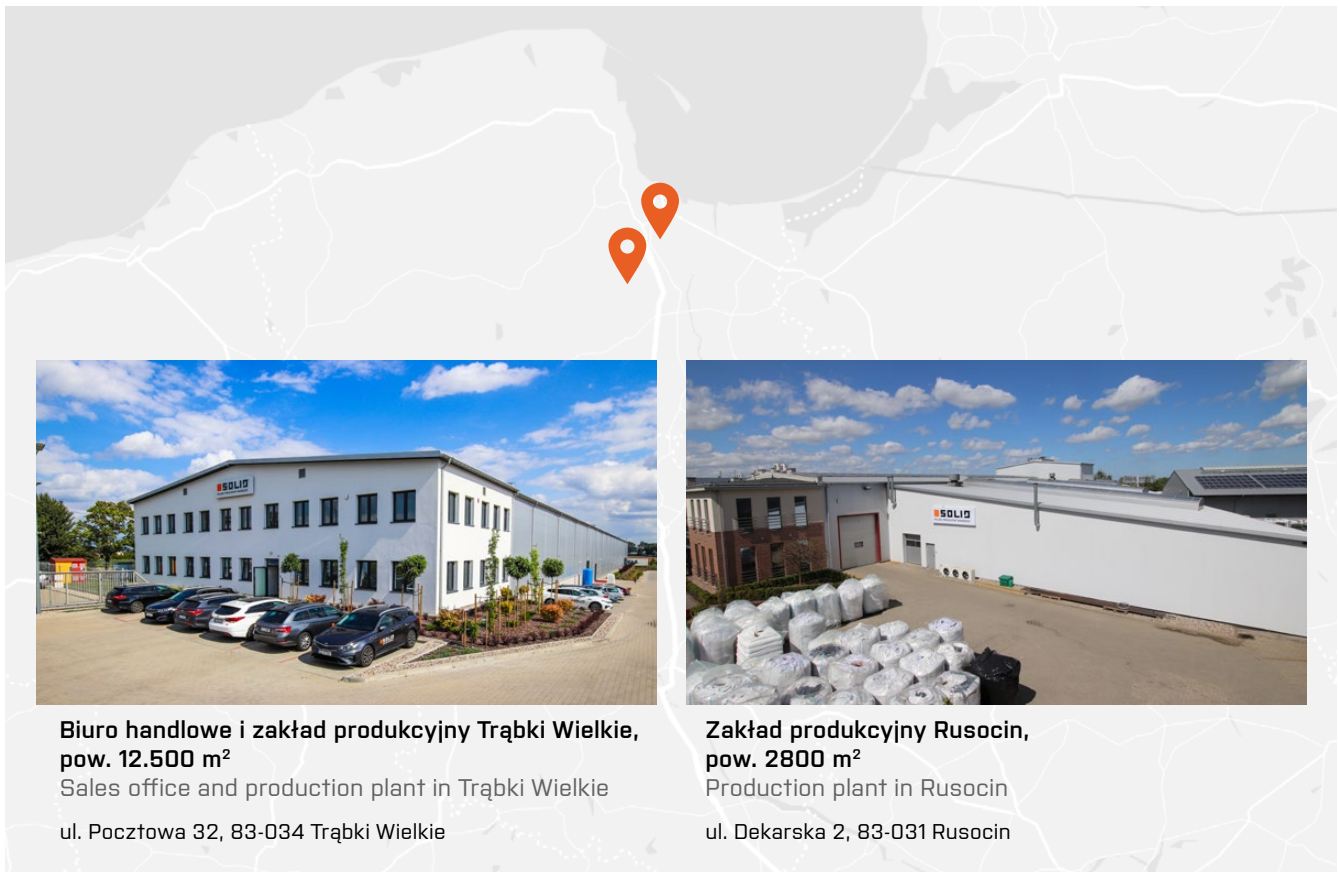 SOLID
SOLID
SOLID
Biuro handlowe i zakład produkcyjny Trąbki Wielkie,
pow. 12.500 m²
Sales office and production plant in Trąbki Wielkie
ul. Pocztowa 32, 83-034 Trąbki Wielkie
Zakład produkcyjny Rusocin,
pow. 2800 m²
Production plant in Rusocin
ul. Dekarska 2, 83-031 Rusocin